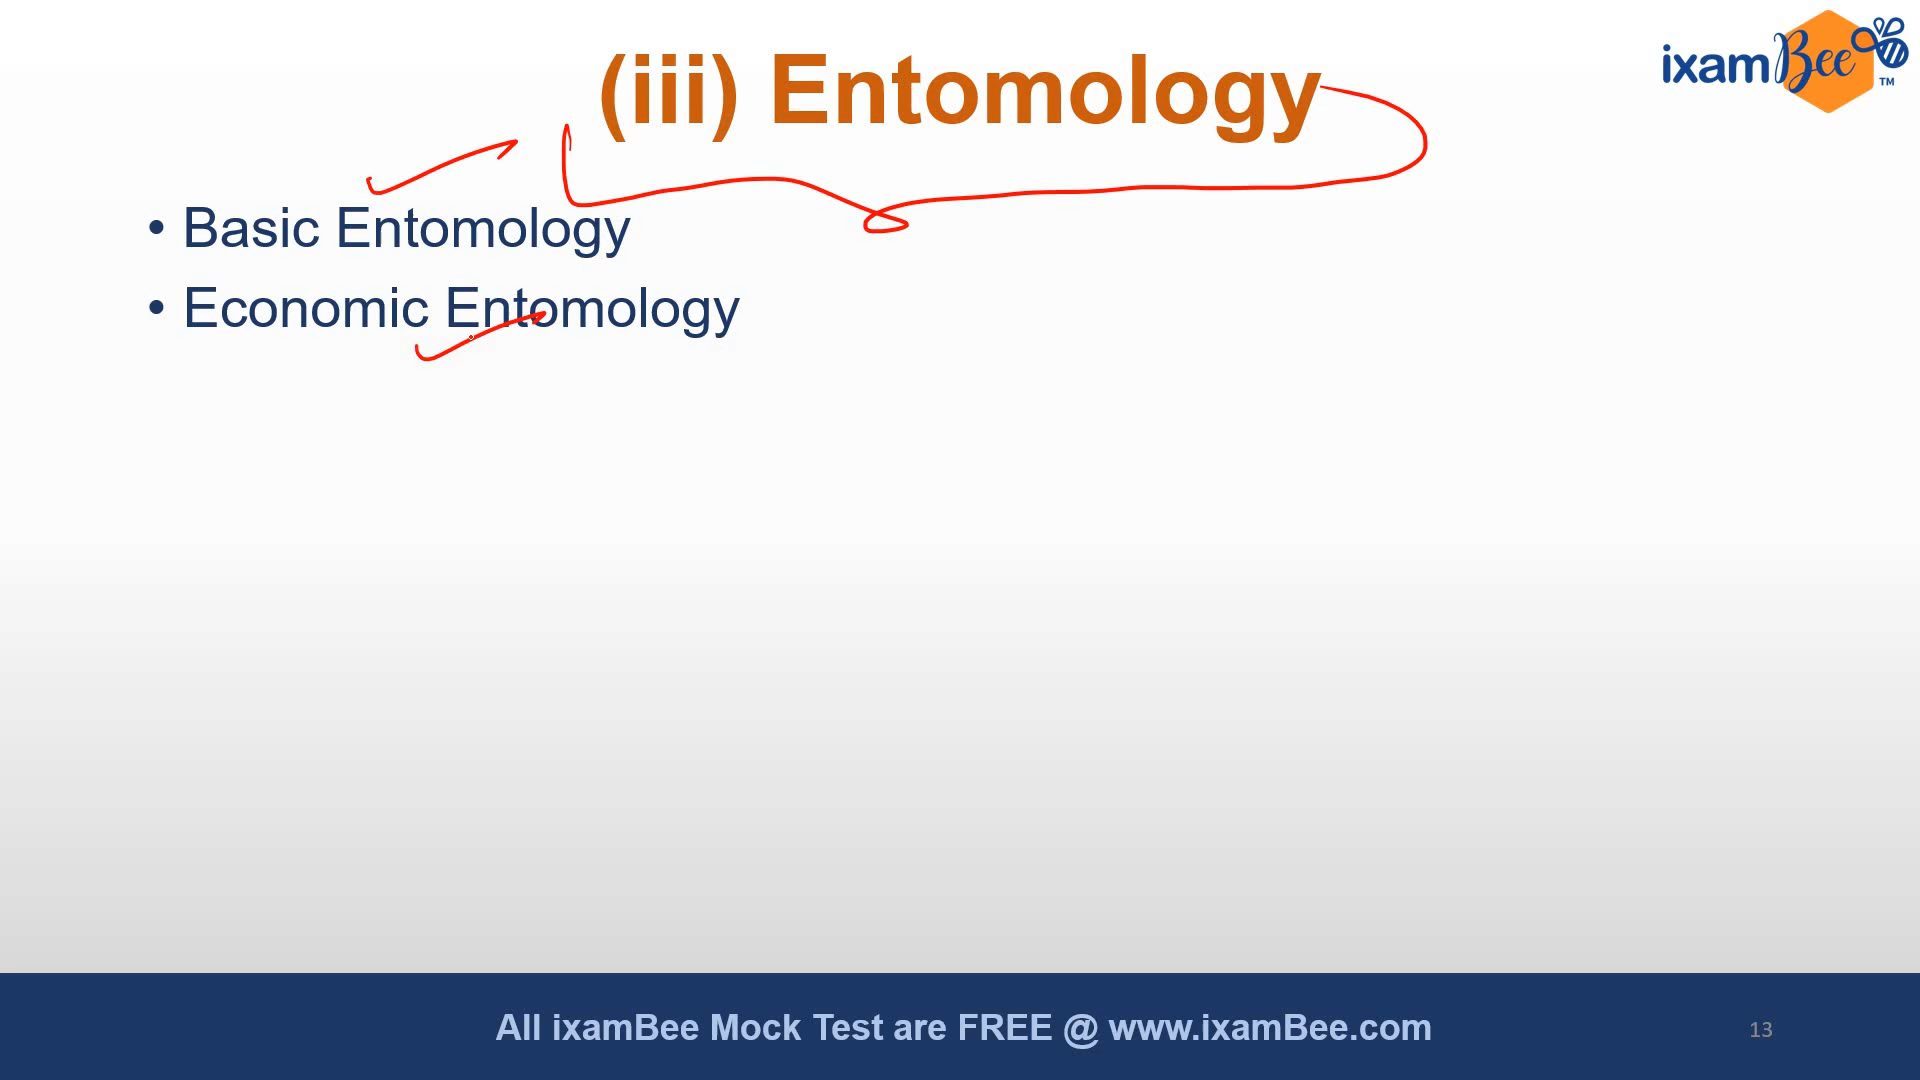 (iii) Entomology
ixamBee
TM
• Basic Entomology
• Economic Entomology
All ixamBee Mock Test are FREE @ www.ixamBee.com
13